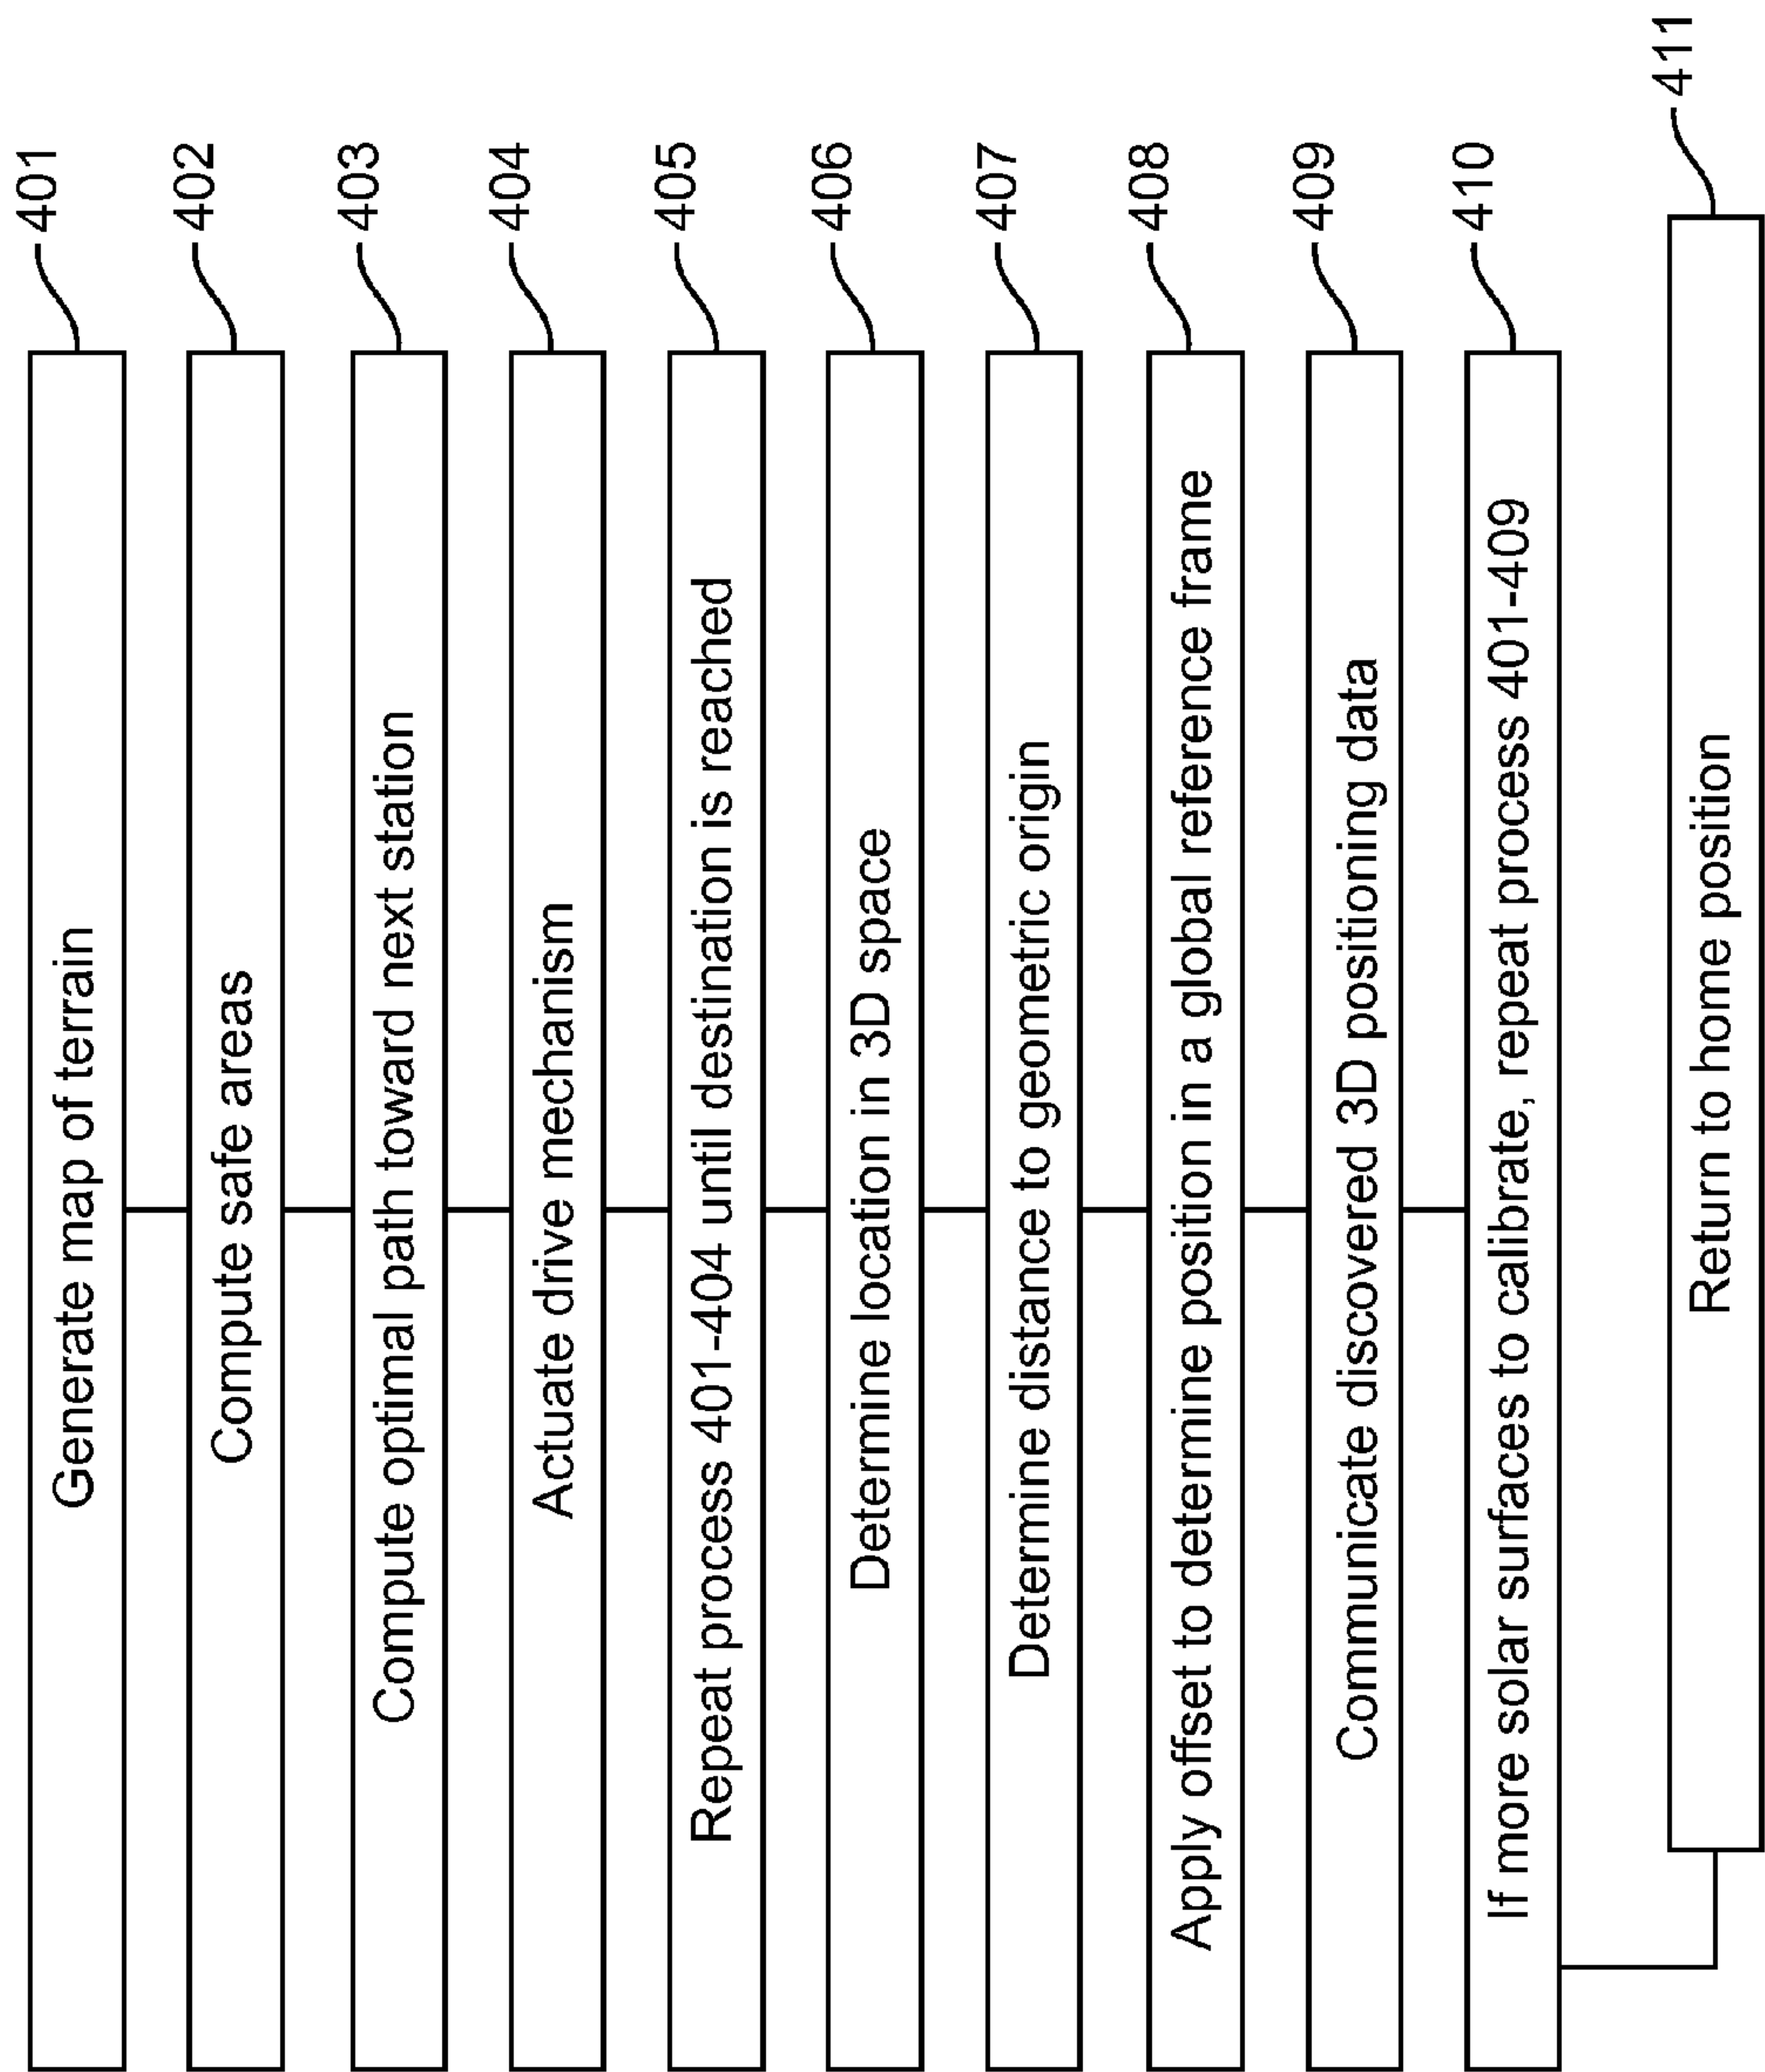 401
Generate map of terrain
402
Compute safe areas
403
Compute optimal path toward next station
404
Actuate drive mechanism
405
Repeat process 401-404 until destination is reached
406
Determine location in 3D space
407
Determine distance to geometric origin
408
Apply offset to determine position in a global reference frame
409
Communicate discovered 3D positioning data
410
If more solar surfaces to calibrate, repeat process 401-409
411
Return to home position